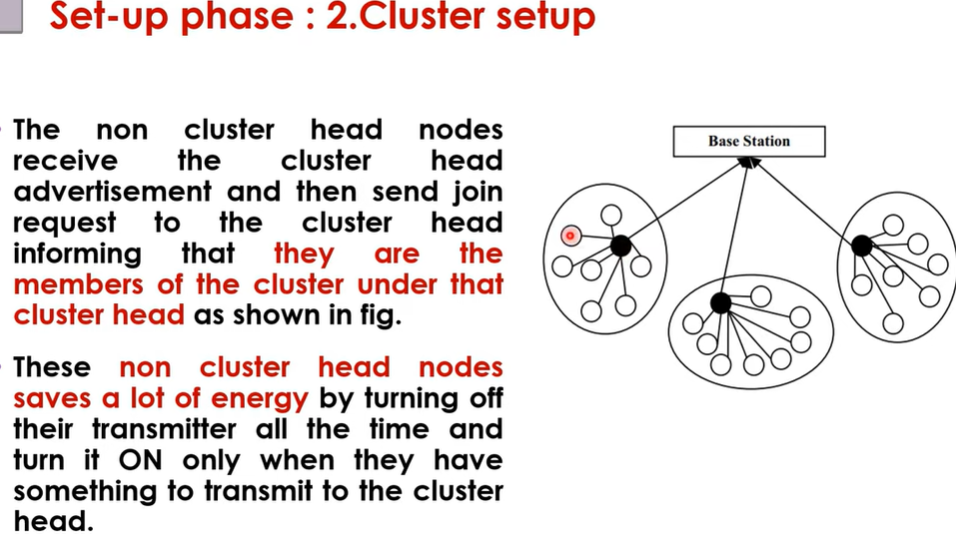 Set-up phase : 2.Cluster setup
The non cluster head nodes
receive the cluster head
advertisement and then send join
request to the cluster head
informing that they are the
members of the cluster under that
cluster head as shown in fig.
These non cluster head nodes
saves a lot of energy by turning off
their transmitter all the time and
turn it ON only when they have
something to transmit to the cluster
head.
Base Station